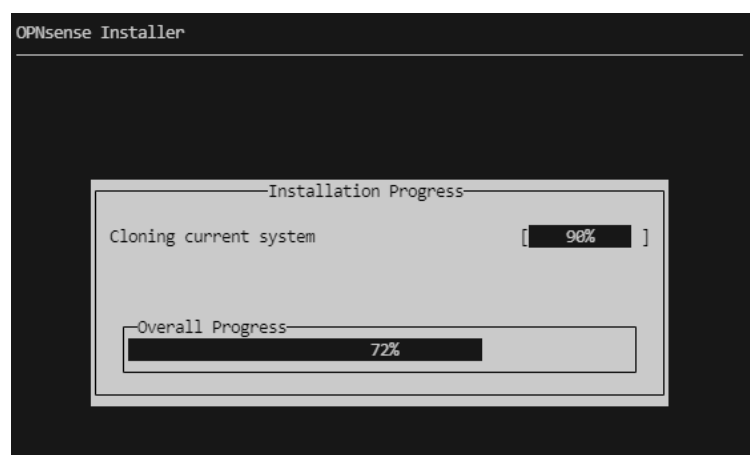 OPNsense Installer
Installation Progress
Cloning current system [ 90% ]
Overall Progress
72%